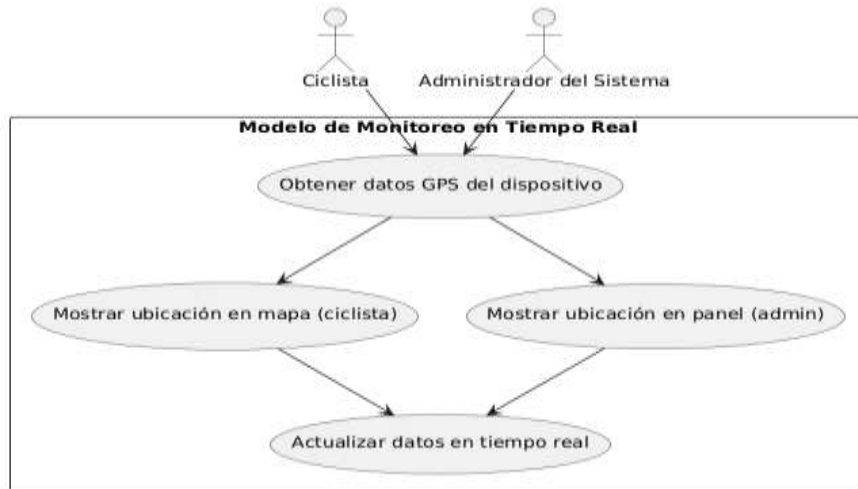 Ciclista
Administrador del Sistema
Modelo de Monitoreo en Tiempo Real
Obtener datos GPS del dispositivo
Mostrar ubicación en mapa (ciclista)
Mostrar ubicación en panel (admin)
Actualizar datos en tiempo real